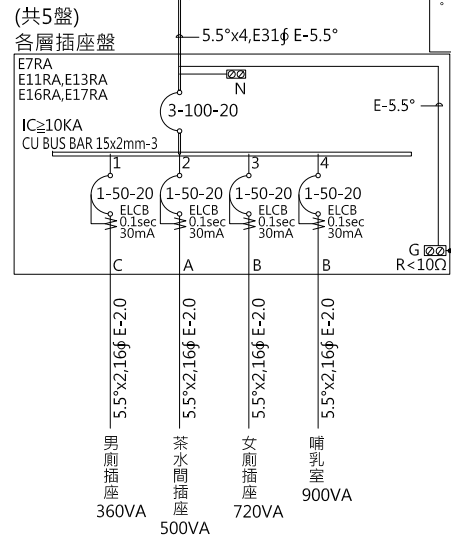 (共5盤)
各層插座盤
5.5°x4,E31ϕ E-5.5°
E7RA
E11RA,E13RA
E16RA,E17RA
N
3-100-20
E-5.5°
IC≧10KA
CU BUS BAR 15x2mm-3
1 2 3 4
1-50-20 1-50-20 1-50-20 1-50-20
ELCB ELCB ELCB ELCB
0.1sec 0.1sec 0.1sec 0.1sec
30mA 30mA 30mA 30mA
G
R<10Ω
C A B B
5.5°x2,16ϕ E-2.0
5.5°x2,16ϕ E-2.0
5.5°x2,16ϕ E-2.0
5.5°x2,16ϕ E-2.0
男廁插座
360VA
茶水間插座
500VA
女廁插座
720VA
哺乳室
900VA